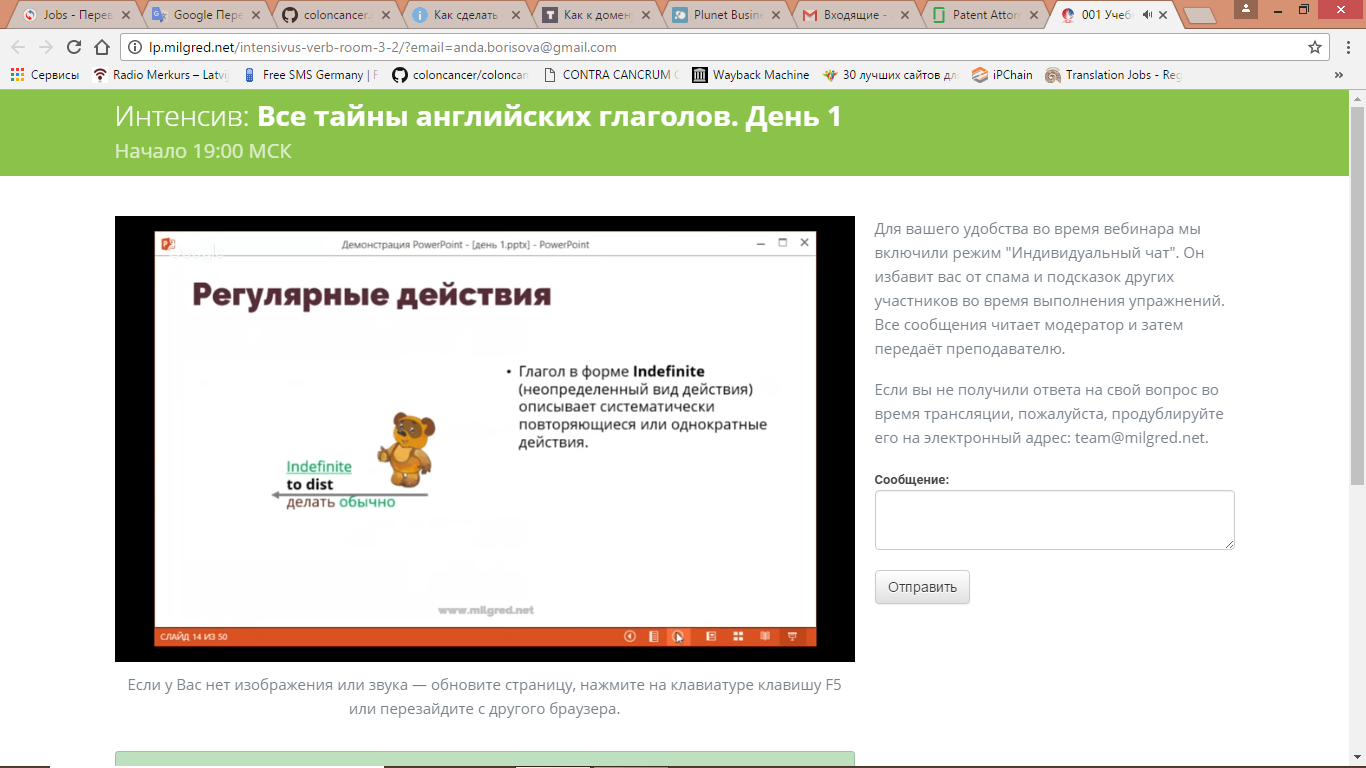 Jobs - Перев
Google Пере
coloncancer.
Как сделать
Как к домен
Plunet Busine
Входящие -
Patent Attorn
001 Учеб
lp.milgred.net/intensivus-verb-room-3-2/?email=anda.borisova@gmail.com
Сервисы
Radio Merkurs – Latvij
Free SMS Germany | F
coloncancer/coloncan
CONTRA CANCRUM C
Wayback Machine
30 лучших сайтов для
iPChain
Translation Jobs - Reg
Интенсив: Все тайны английских глаголов. День 1
Начало 19:00 МСК
Демонстрация PowerPoint - [день 1.pptx] - PowerPoint
Регулярные действия
• Глагол в форме Indefinite
(неопределенный вид действия)
описывает систематически
повторяющиеся или однократные
действия.
Indefinite
to dist
делать обычно
www.milgred.net
СЛАЙД 14 ИЗ 50
Если у Вас нет изображения или звука — обновите страницу, нажмите на клавиатуре клавишу F5
или перезайдите с другого браузера.
Для вашего удобства во время вебинара мы
включили режим "Индивидуальный чат". Он
избавит вас от спама и подсказок других
участников во время выполнения упражнений.
Все сообщения читает модератор и затем
передаёт преподавателю.
Если вы не получили ответа на свой вопрос во
время трансляции, пожалуйста, продублируйте
его на электронный адрес: team@milgred.net.
Сообщение:
Отправить